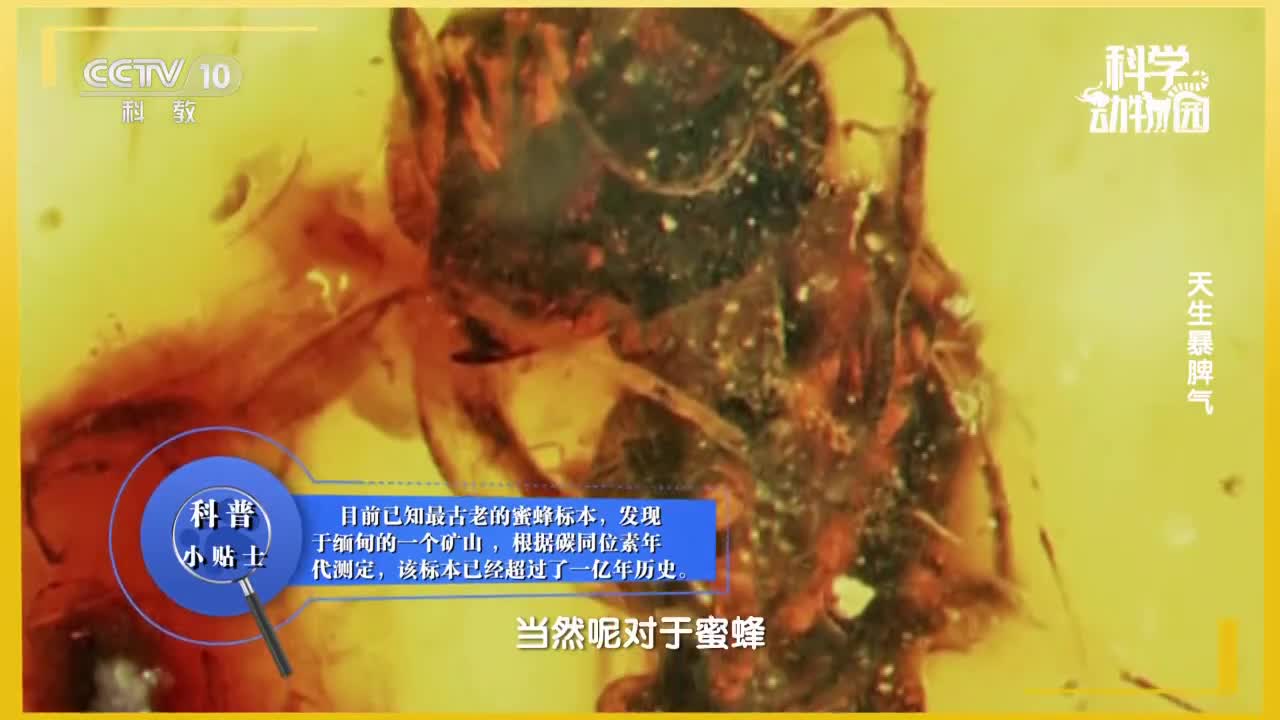 CCTV 10
科教
科学
动物园
天生暴脾气
科普
小贴士
目前已知最古老的蜜蜂标本，发现
于缅甸的一个矿山，根据碳同位素年
代测定，该标本已经超过了一亿年历史。
当然呢对于蜜蜂